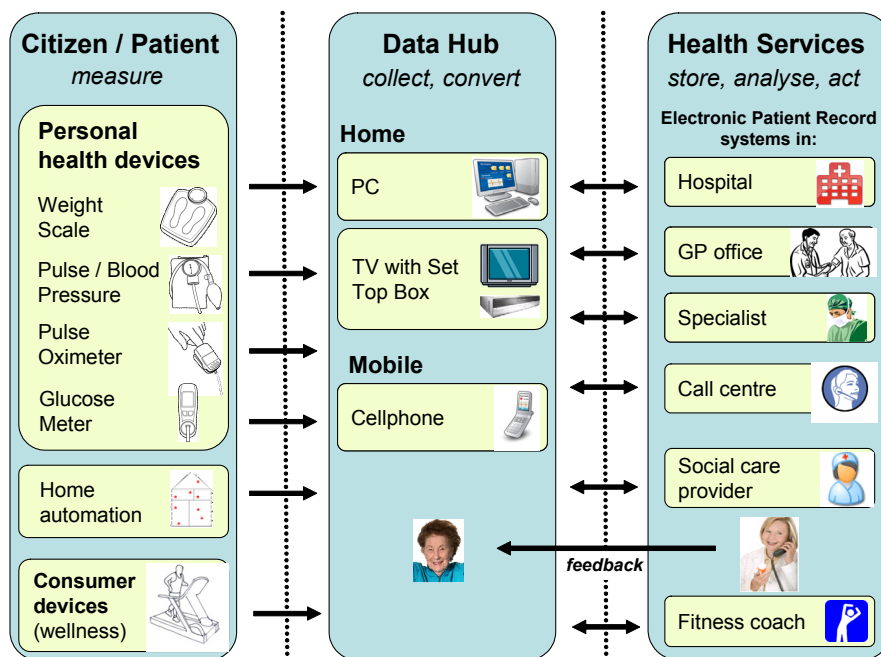 Citizen / Patient
measure
Personal
health devices
Weight
Scale
Pulse / Blood
Pressure
Pulse
Oximeter
Glucose
Meter
Home
automation
Consumer
devices
(wellness)
Data Hub
collect, convert
Home
PC
TV with Set
Top Box
Mobile
Cellphone
feedback
Health Services
store, analyse, act
Electronic Patient Record
systems in:
Hospital
GP office
Specialist
Call centre
Social care
provider
Fitness coach